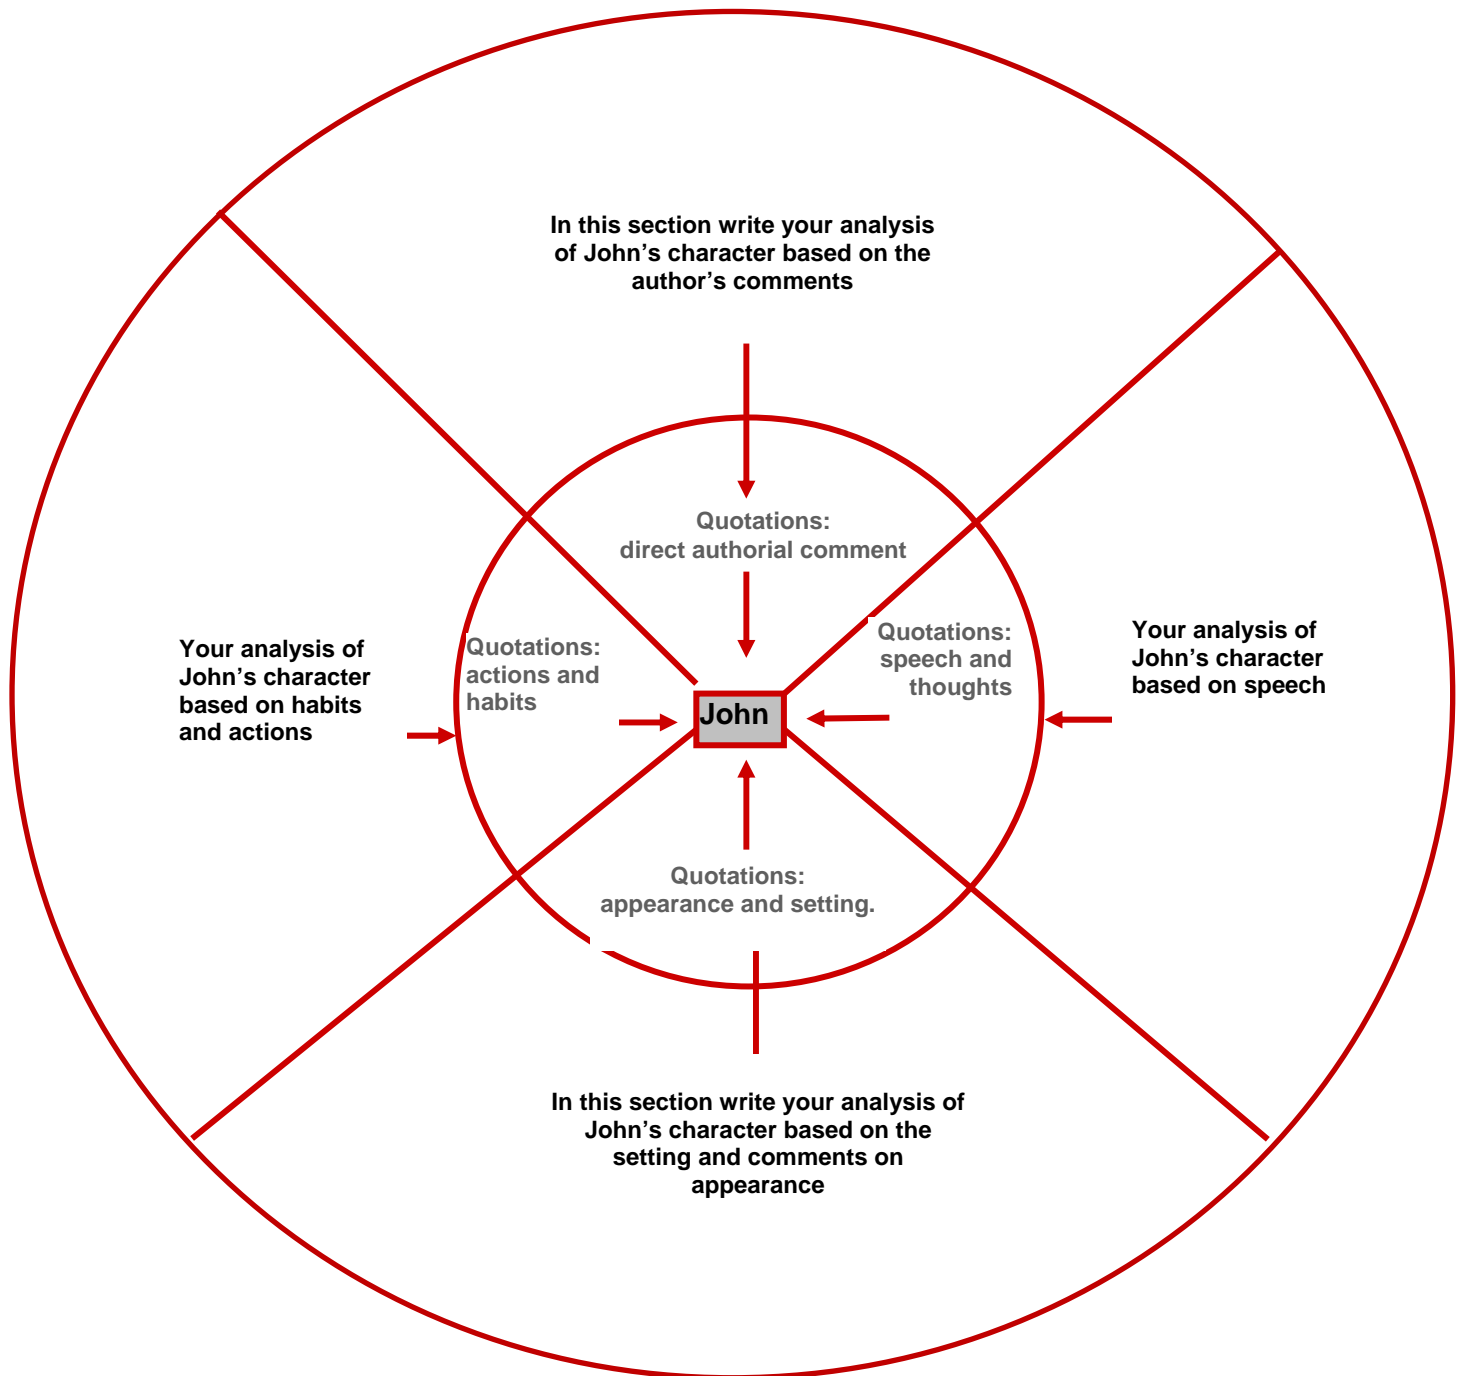 In this section write your analysis
of John’s character based on the
author’s comments
Quotations:
direct authorial comment
Your analysis of
John’s character
based on habits
and actions
Quotations:
actions and
habits
John
Quotations:
speech and
thoughts
Your analysis of
John’s character
based on speech
Quotations:
appearance and setting.
In this section write your analysis of
John’s character based on the
setting and comments on
appearance